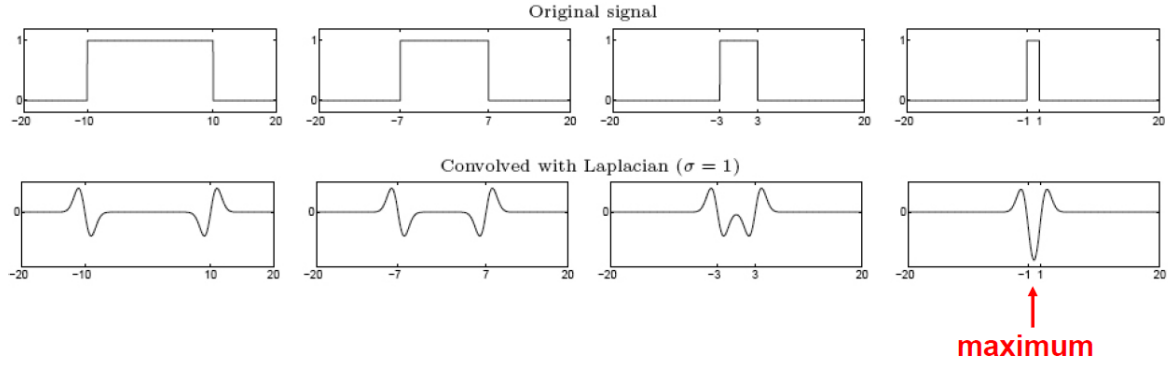 Original signal
1 1 1 1
0 0 0 0
−20 −10 10 20 −20 −7 7 20 −20 −3 3 20 −20 −1 1 20
Convolved with Laplacian (σ = 1)
0 0 0 0
−20 −10 10 20 −20 −7 7 20 −20 −3 3 20 −20 −1 1 20
maximum